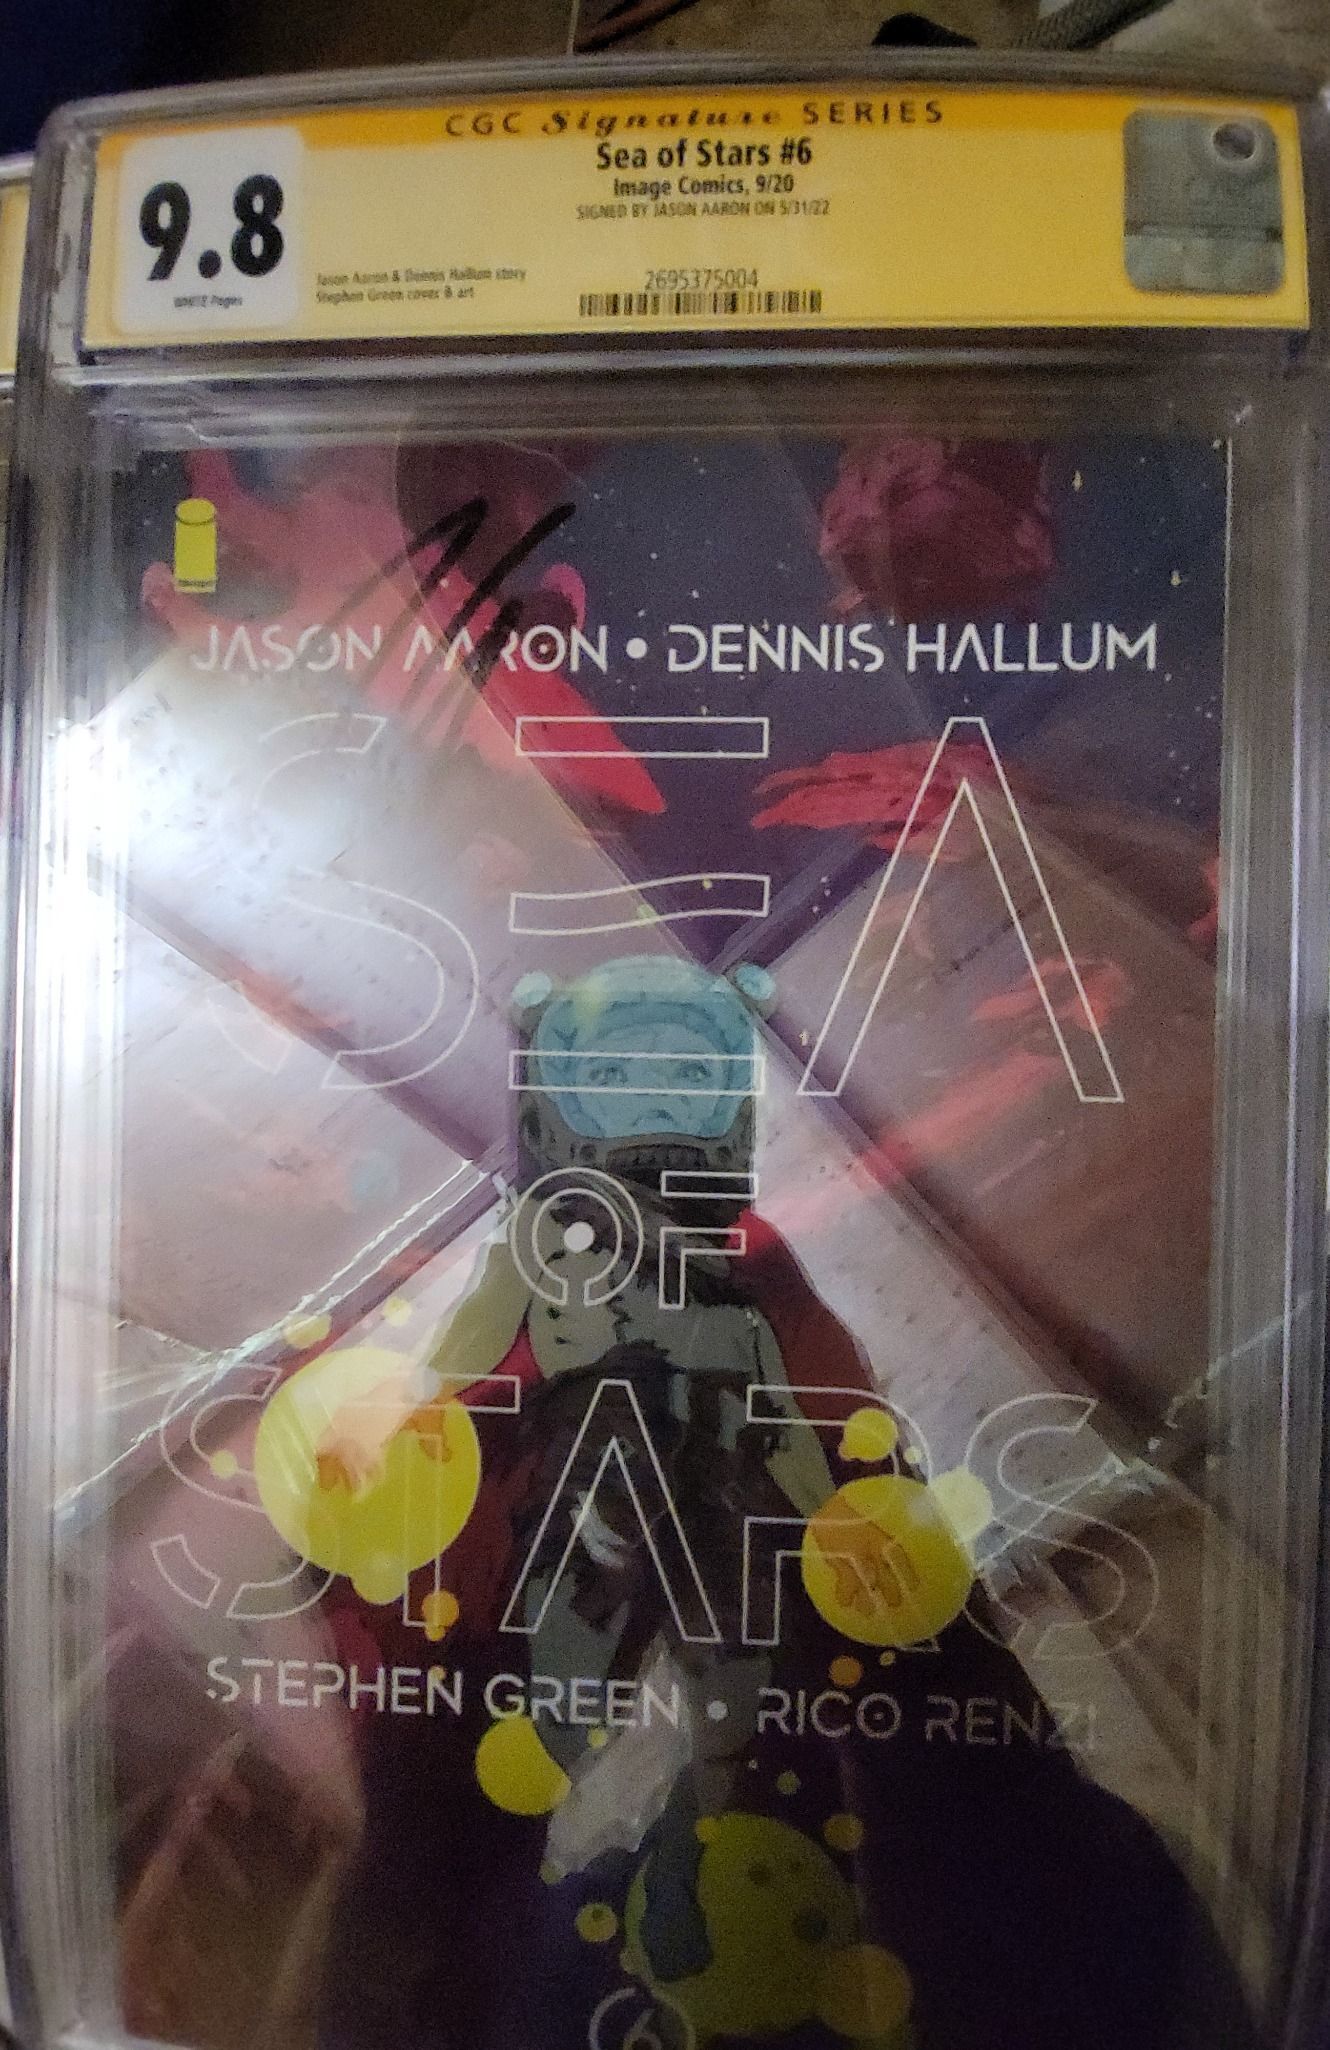 CGC Signature SERIES
Sea of Stars #6
Image Comics, 9/20
SIGNED BY JASON AARON ON 5/31/22
9.8
WHITE Pages
Jason Aaron & Dennis Hallum story
Stephen Green cover & art
2695375004
JASON AARON • DENNIS HALLUM
SEA
OF
STARS
STEPHEN GREEN • RICO RENZI
6